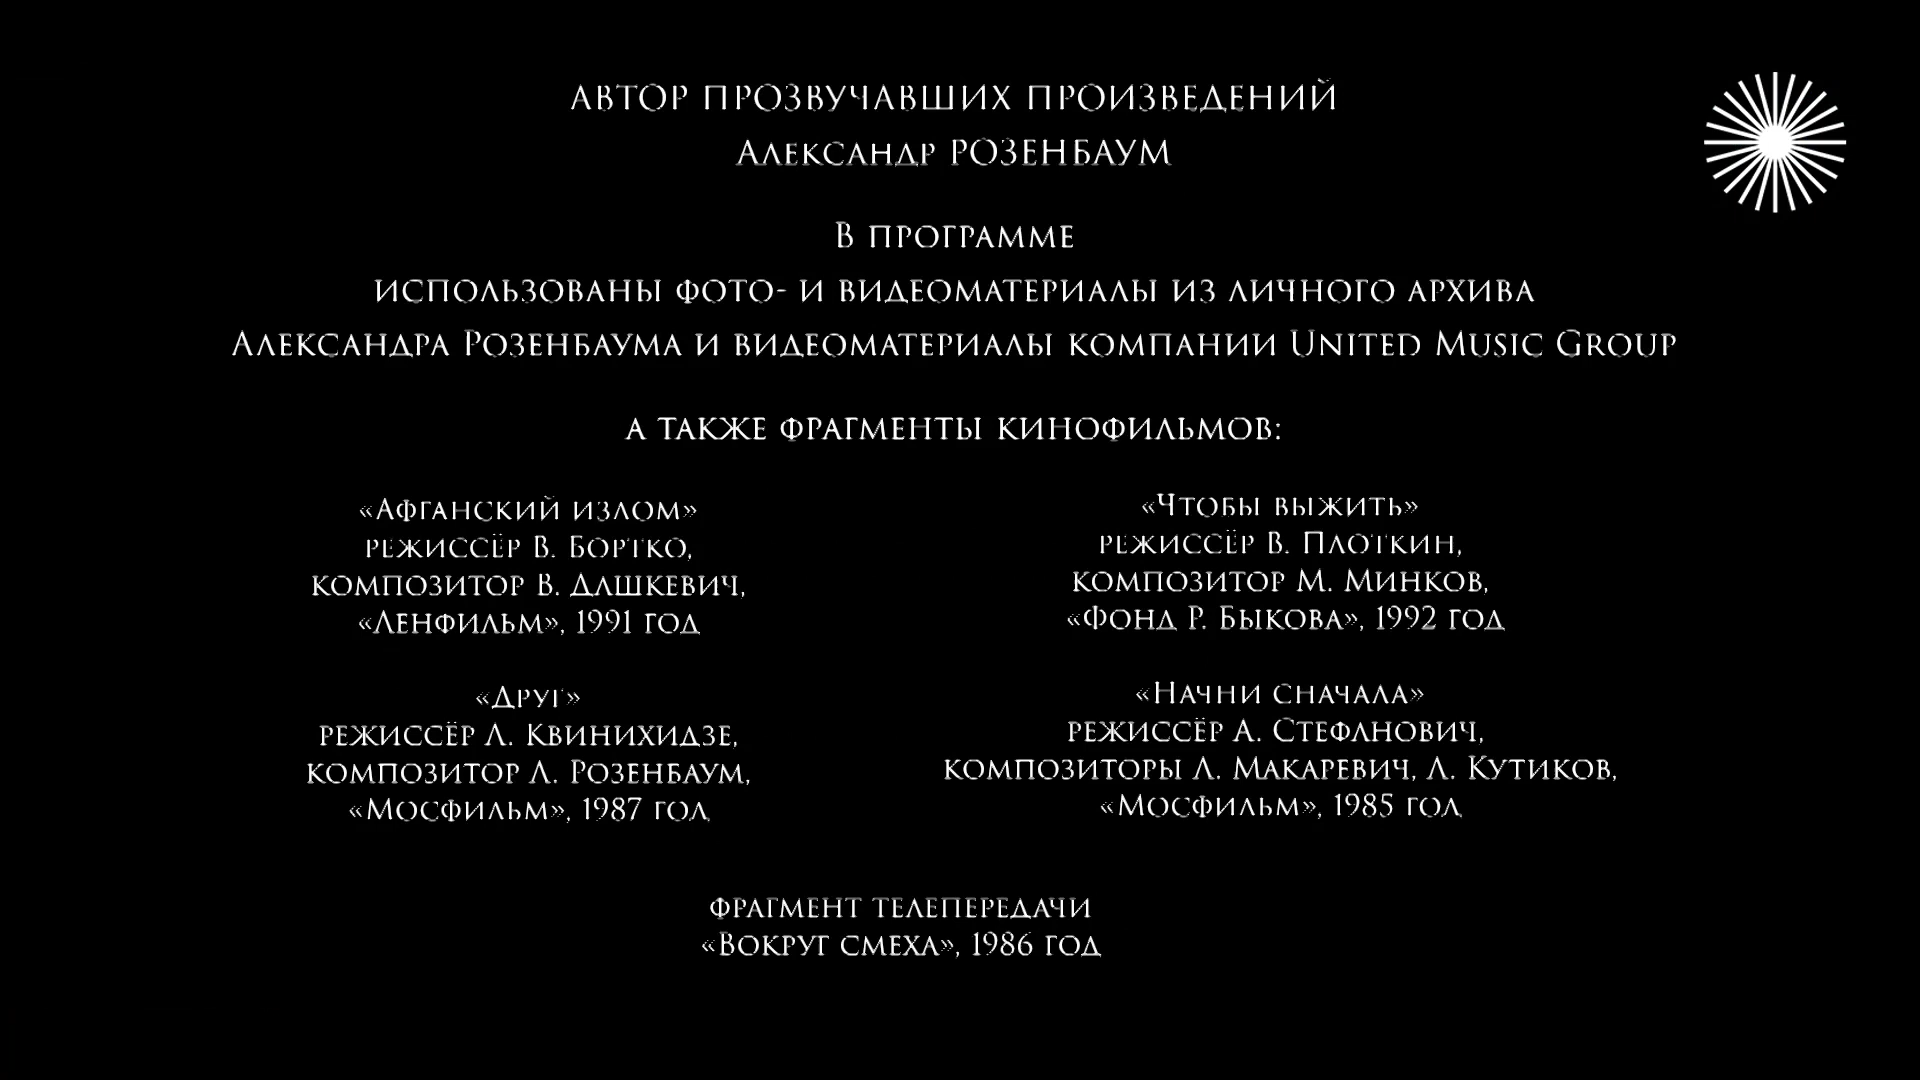 АВТОР ПРОЗВУЧАВШИХ ПРОИЗВЕДЕНИЙ
Александр РОЗЕНБАУМ
В программе
использованы фото- и видеоматериалы из личного архива
Александра Розенбаума и видеоматериалы компании United Music Group
а также фрагменты кинофильмов:
«Афганский излом»
режиссёр В. Бортко,
композитор В. Дашкевич,
«Ленфильм», 1991 год
«Чтобы выжить»
режиссёр В. Плоткин,
композитор М. Минков,
«Фонд Р. Быкова», 1992 год
«Друг»
режиссёр Л. Квинихидзе,
композитор А. Розенбаум,
«Мосфильм», 1987 год
«Начни сначала»
режиссёр А. Стефанович,
композиторы А. Макаревич, А. Кутиков,
«Мосфильм», 1985 год
фрагмент телепередачи
«Вокруг смеха», 1986 год